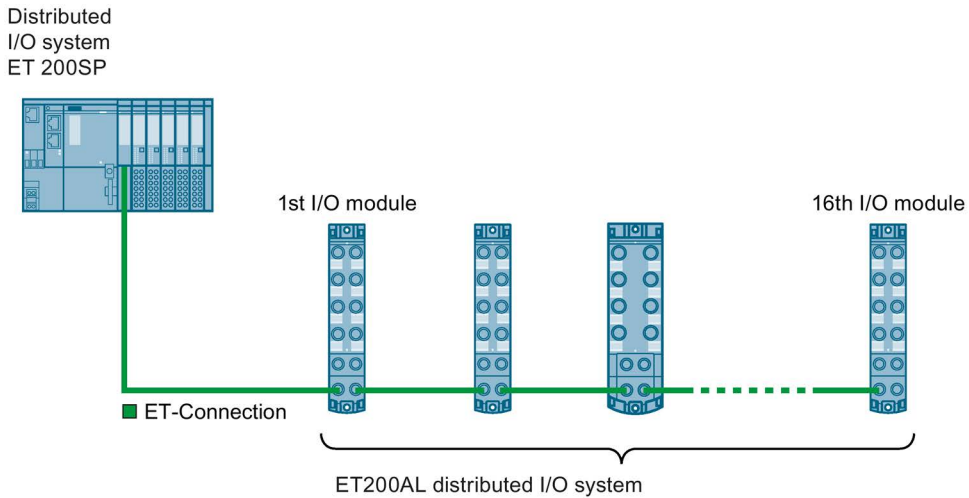 Distributed
I/O system
ET 200SP
1st I/O module
16th I/O module
ET-Connection
ET200AL distributed I/O system